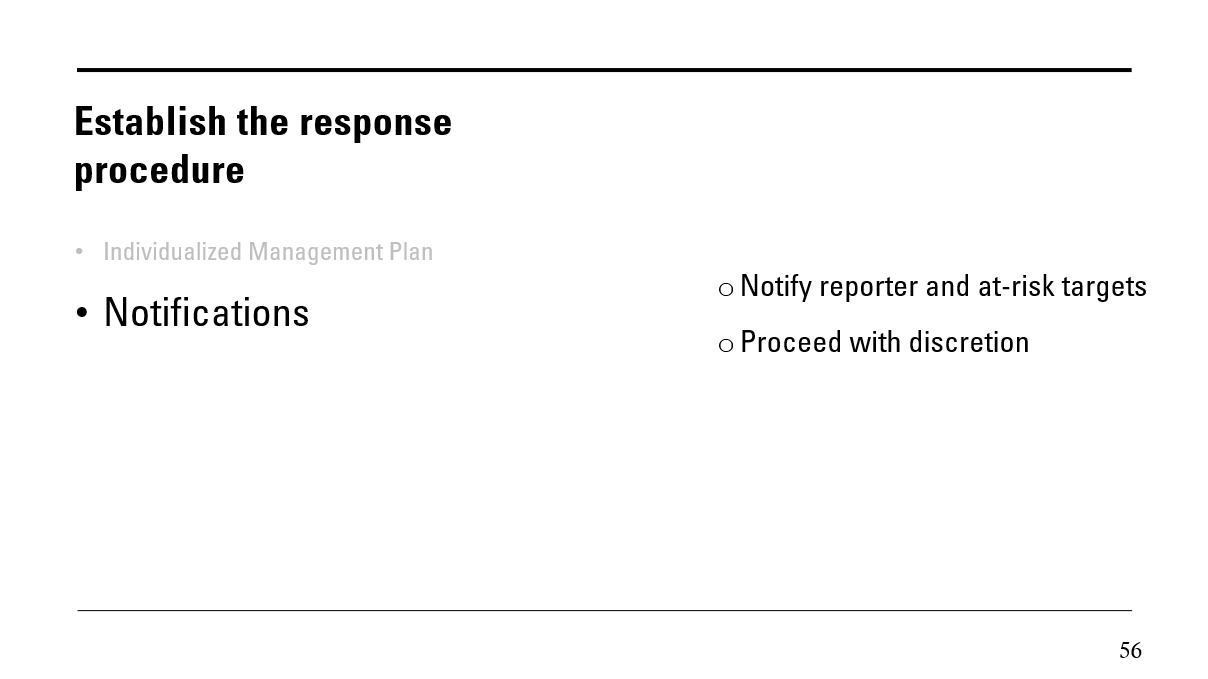 Establish the response
procedure
• Individualized Management Plan
• Notifications
o Notify reporter and at-risk targets
o Proceed with discretion
56